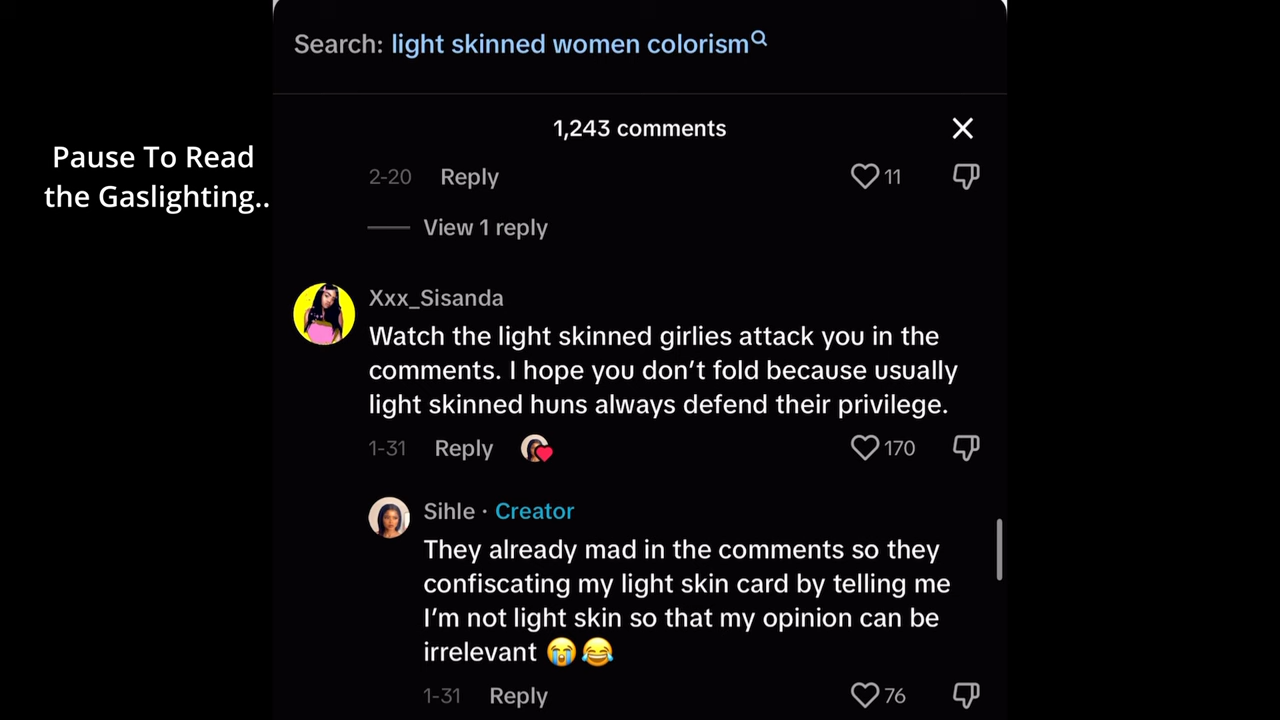 Search: light skinned women colorism
1,243 comments
Pause To Read
the Gaslighting..
2-20 Reply 11
View 1 reply
Xxx_Sisanda
Watch the light skinned girlies attack you in the
comments. I hope you don’t fold because usually
light skinned huns always defend their privilege.
1-31 Reply 170
Sihle · Creator
They already mad in the comments so they
confiscating my light skin card by telling me
I’m not light skin so that my opinion can be
irrelevant 😭😂
1-31 Reply 76